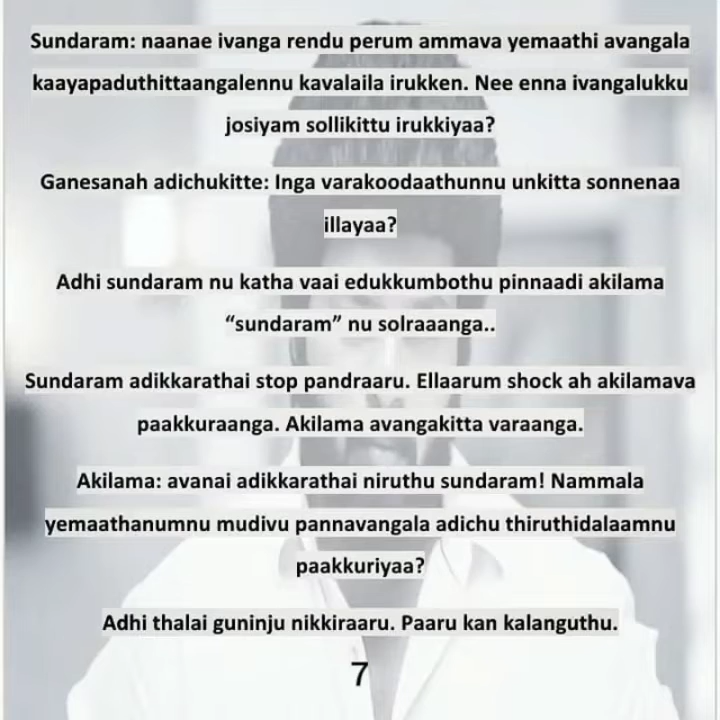 Sundaram: naanae ivanga rendu perum ammava yemaathi avangala
kaayapaduthittaangalennu kavalaila irukken. Nee enna ivangalukku
josiyam sollikittu irukkiyaa?
Ganesanah adichukitte: Inga varakoodaathunnu unkitta sonnenaa
illayaa?
Adhi sundaram nu katha vaai edukkumbothu pinnaadi akilama
“sundaram” nu solraaanga..
Sundaram adikkarathai stop pandraaru. Ellaarum shock ah akilamava
paakkuraanga. Akilama avangakitta varaanga.
Akilama: avanai adikkarathai niruthu sundaram! Nammala
yemaathanumnu mudivu pannavangala adichu thiruthidalaamnu
paakkuriyaa?
Adhi thalai guninju nikkiraaru. Paaru kan kalanguthu.
7